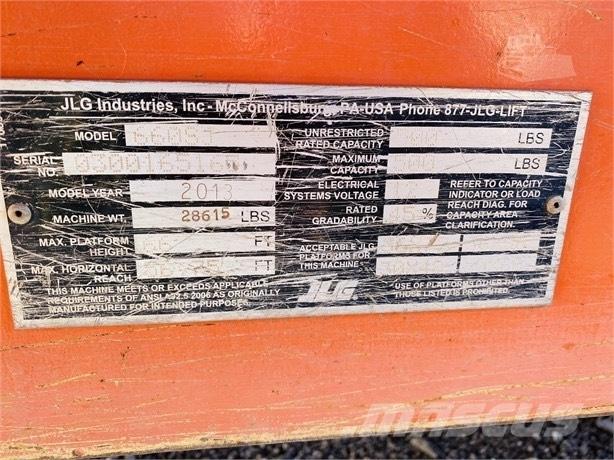 JLG Industries, Inc - McConnellsburg, PA-USA Phone 877-JLG-LIFT
MODEL 660SJ
SERIAL NO.
MODEL YEAR 2013
MACHINE WT. 28615 LBS
MAX. PLATFORM HEIGHT 66 FT
MAX. HORIZONTAL REACH FT
THIS MACHINE MEETS OR EXCEEDS APPLICABLE
REQUIREMENTS OF ANSI A92.5 2006 AS ORIGINALLY
MANUFACTURED FOR INTENDED PURPOSES.
UNRESTRICTED RATED CAPACITY LBS
MAXIMUM CAPACITY LBS
ELECTRICAL SYSTEMS VOLTAGE 12
RATED GRADABILITY 45 %
REFER TO CAPACITY
INDICATOR OR LOAD
REACH DIAG. FOR
CAPACITY AREA
CLARIFICATION.
ACCEPTABLE JLG
PLATFORMS FOR
THIS MACHINE
JLG
USE OF PLATFORMS OTHER THAN
THOSE LISTED IS PROHIBITED.
Mascus